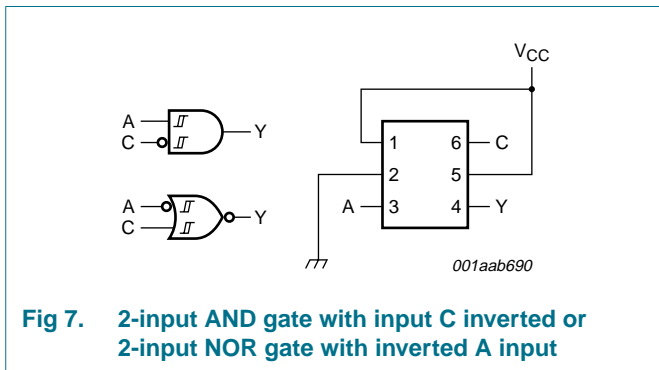 VCC
A
C
Y
A
C
Y
1
6
C
2
5
A
3
4
Y
001aab690
Fig 7. 2-input AND gate with input C inverted or
2-input NOR gate with inverted A input